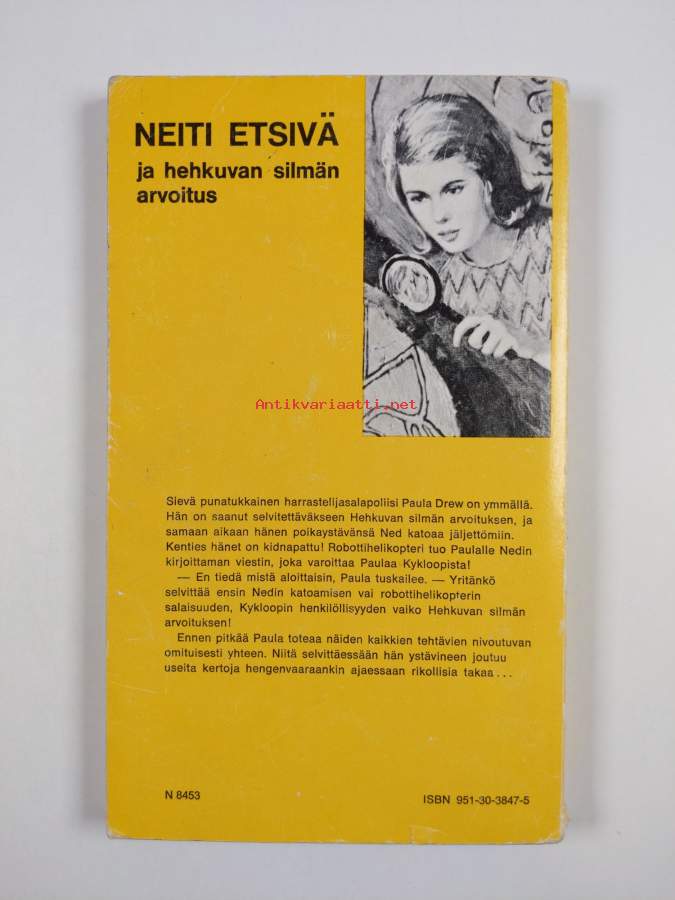 NEITI ETSIVÄ
ja hehkuvan silmän
arvoitus
Antikvariaatti.net
Sievä punatukkainen harrastelijasalapoliisi Paula Drew on ymmällä.
Hän on saanut selvitettäväkseen Hehkuvan silmän arvoituksen, ja
samaan aikaan hänen poikaystävänsä Ned katoaa jäljettömiin.
Kenties hänet on kidnapattu! Robottihelikopteri tuo Paulalle Nedin
kirjoittaman viestin, joka varoittaa Paulaa Kykloopista!
— En tiedä mistä aloittaisin, Paula tuskailee. — Yritänkö
selvittää ensin Nedin katoamisen vai robottihelikopterin
salaisuuden, Kykloopin henkilöllisyyden vaiko Hehkuvan silmän
arvoituksen!
Ennen pitkää Paula toteaa näiden kaikkien tehtävien nivoutuvan
omituisesti yhteen. Niitä selvittäessään hän ystävineen joutuu
useita kertoja hengenvaaraankin ajaessaan rikollisia takaa...
N 8453
ISBN 951-30-3847-5